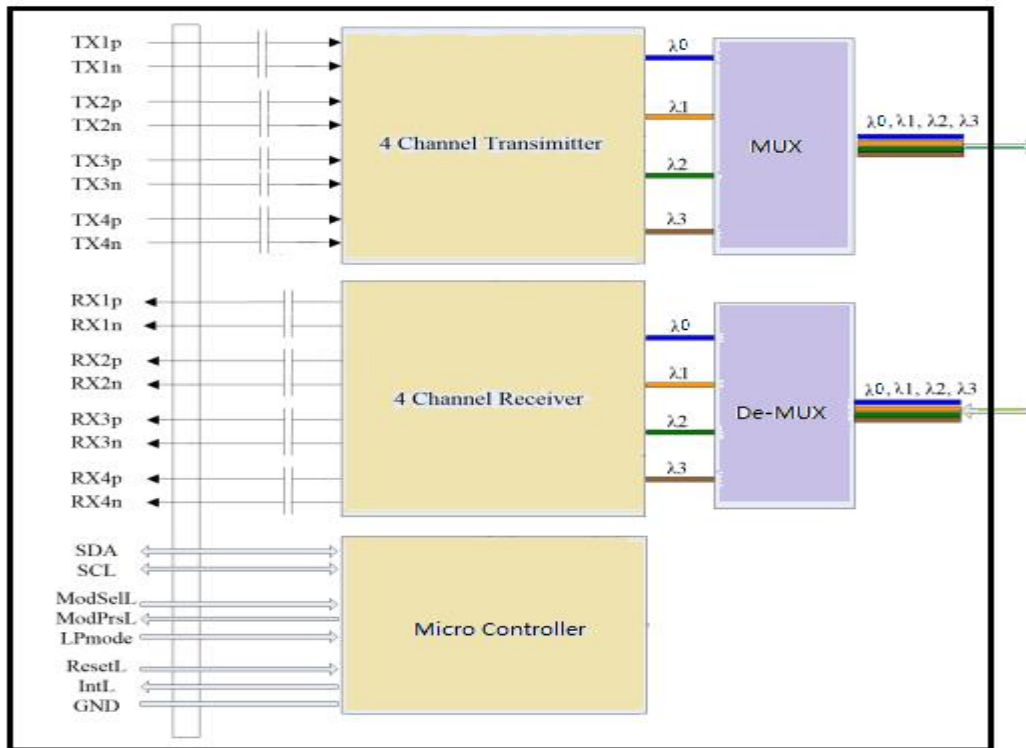 TX1p
TX1n
TX2p
TX2n
TX3p
TX3n
TX4p
TX4n
4 Channel Transimitter
λ0
λ1
λ2
λ3
MUX
λ0, λ1, λ2, λ3
RX1p
RX1n
RX2p
RX2n
RX3p
RX3n
RX4p
RX4n
4 Channel Receiver
λ0
λ1
λ2
λ3
De-MUX
λ0, λ1, λ2, λ3
SDA
SCL
ModSelL
ModPrsL
LPmode
ResetL
IntL
GND
Micro Controller